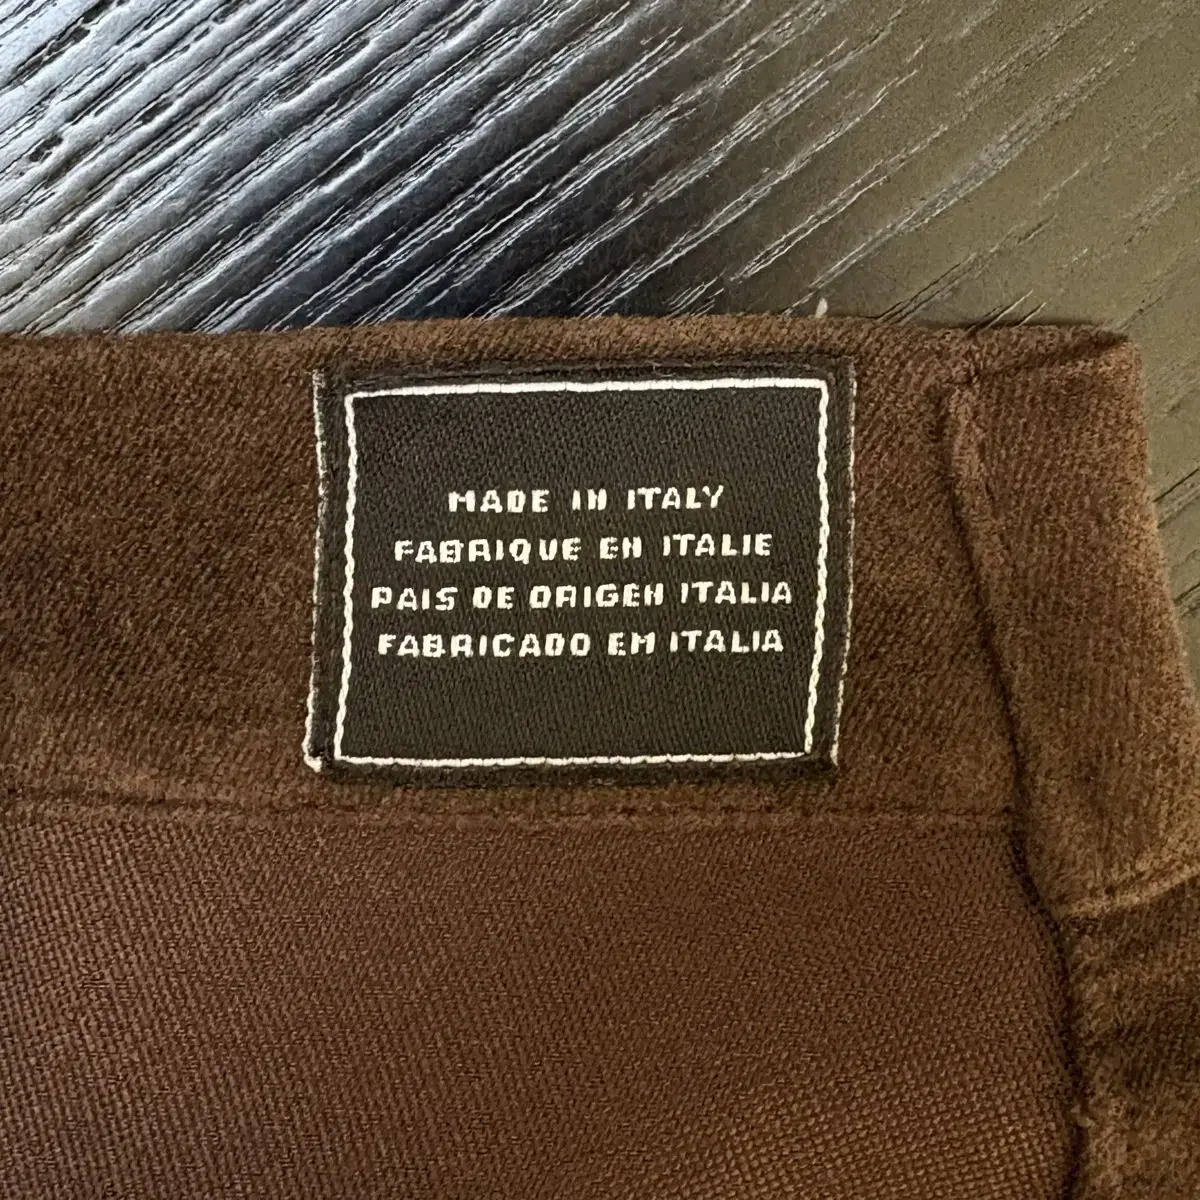 MADE IN ITALY
FABRIQUE EN ITALIE
PAIS DE ORIGEN ITALIA
FABRICADO EM ITALIA